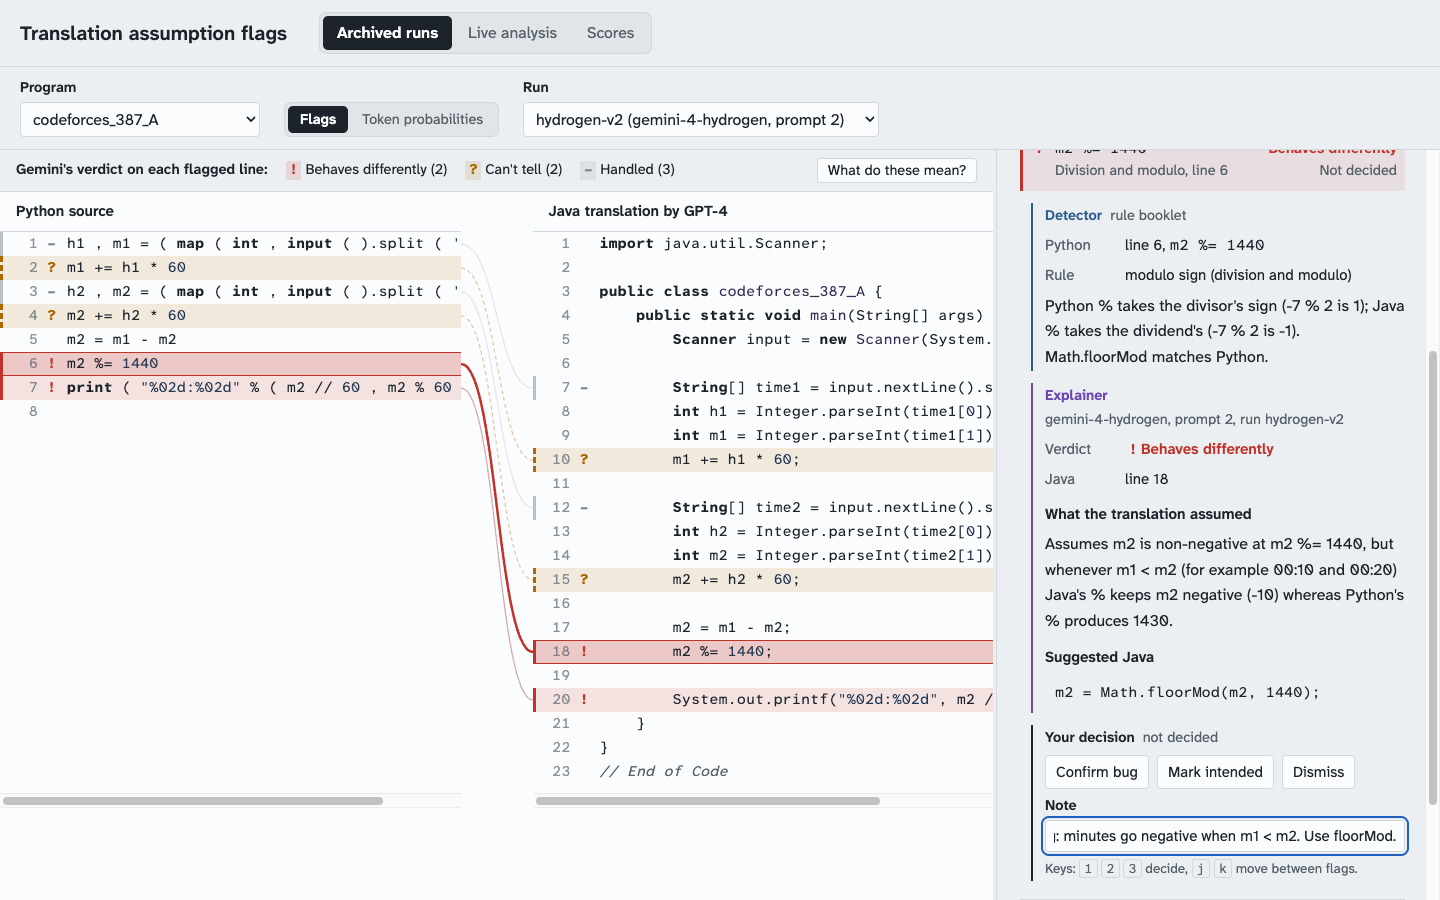 Translation assumption flags
Archived runs
Live analysis
Scores
Program
codeforces_387_A
Flags
Token probabilities
Run
hydrogen-v2 (gemini-4-hydrogen, prompt 2)
Gemini's verdict on each flagged line:
! Behaves differently (2)
? Can't tell (2)
– Handled (3)
What do these mean?
Python source
1 – h1 , m1 = ( map ( int , input ( ).split ( '
2 ? m1 += h1 * 60
3 – h2 , m2 = ( map ( int , input ( ).split ( '
4 ? m2 += h2 * 60
5 m2 = m1 - m2
6 ! m2 %= 1440
7 ! print ( "%02d:%02d" % ( m2 // 60 , m2 % 60
8
Java translation by GPT-4
1 import java.util.Scanner;
2
3 public class codeforces_387_A {
4 public static void main(String[] args)
5 Scanner input = new Scanner(System.
6
7 – String[] time1 = input.nextLine().s
8 int h1 = Integer.parseInt(time1[0])
9 int m1 = Integer.parseInt(time1[1])
10 ? m1 += h1 * 60;
11
12 – String[] time2 = input.nextLine().s
13 int h2 = Integer.parseInt(time2[0])
14 int m2 = Integer.parseInt(time2[1])
15 ? m2 += h2 * 60;
16
17 m2 = m1 - m2;
18 ! m2 %= 1440;
19
20 ! System.out.printf("%02d:%02d", m2 /
21 }
22 }
23 // End of Code
! m2 %= 1440 Behaves differently
Division and modulo, line 6 Not decided
Detector rule booklet
Python line 6, m2 %= 1440
Rule modulo sign (division and modulo)
Python % takes the divisor's sign (-7 % 2 is 1); Java
% takes the dividend's (-7 % 2 is -1).
Math.floorMod matches Python.
Explainer
gemini-4-hydrogen, prompt 2, run hydrogen-v2
Verdict ! Behaves differently
Java line 18
What the translation assumed
Assumes m2 is non-negative at m2 %= 1440, but
whenever m1 < m2 (for example 00:10 and 00:20)
Java's % keeps m2 negative (-10) whereas Python's
% produces 1430.
Suggested Java
m2 = Math.floorMod(m2, 1440);
Your decision not decided
Confirm bug
Mark intended
Dismiss
Note
: minutes go negative when m1 < m2. Use floorMod.
Keys: 1 2 3 decide, j k move between flags.